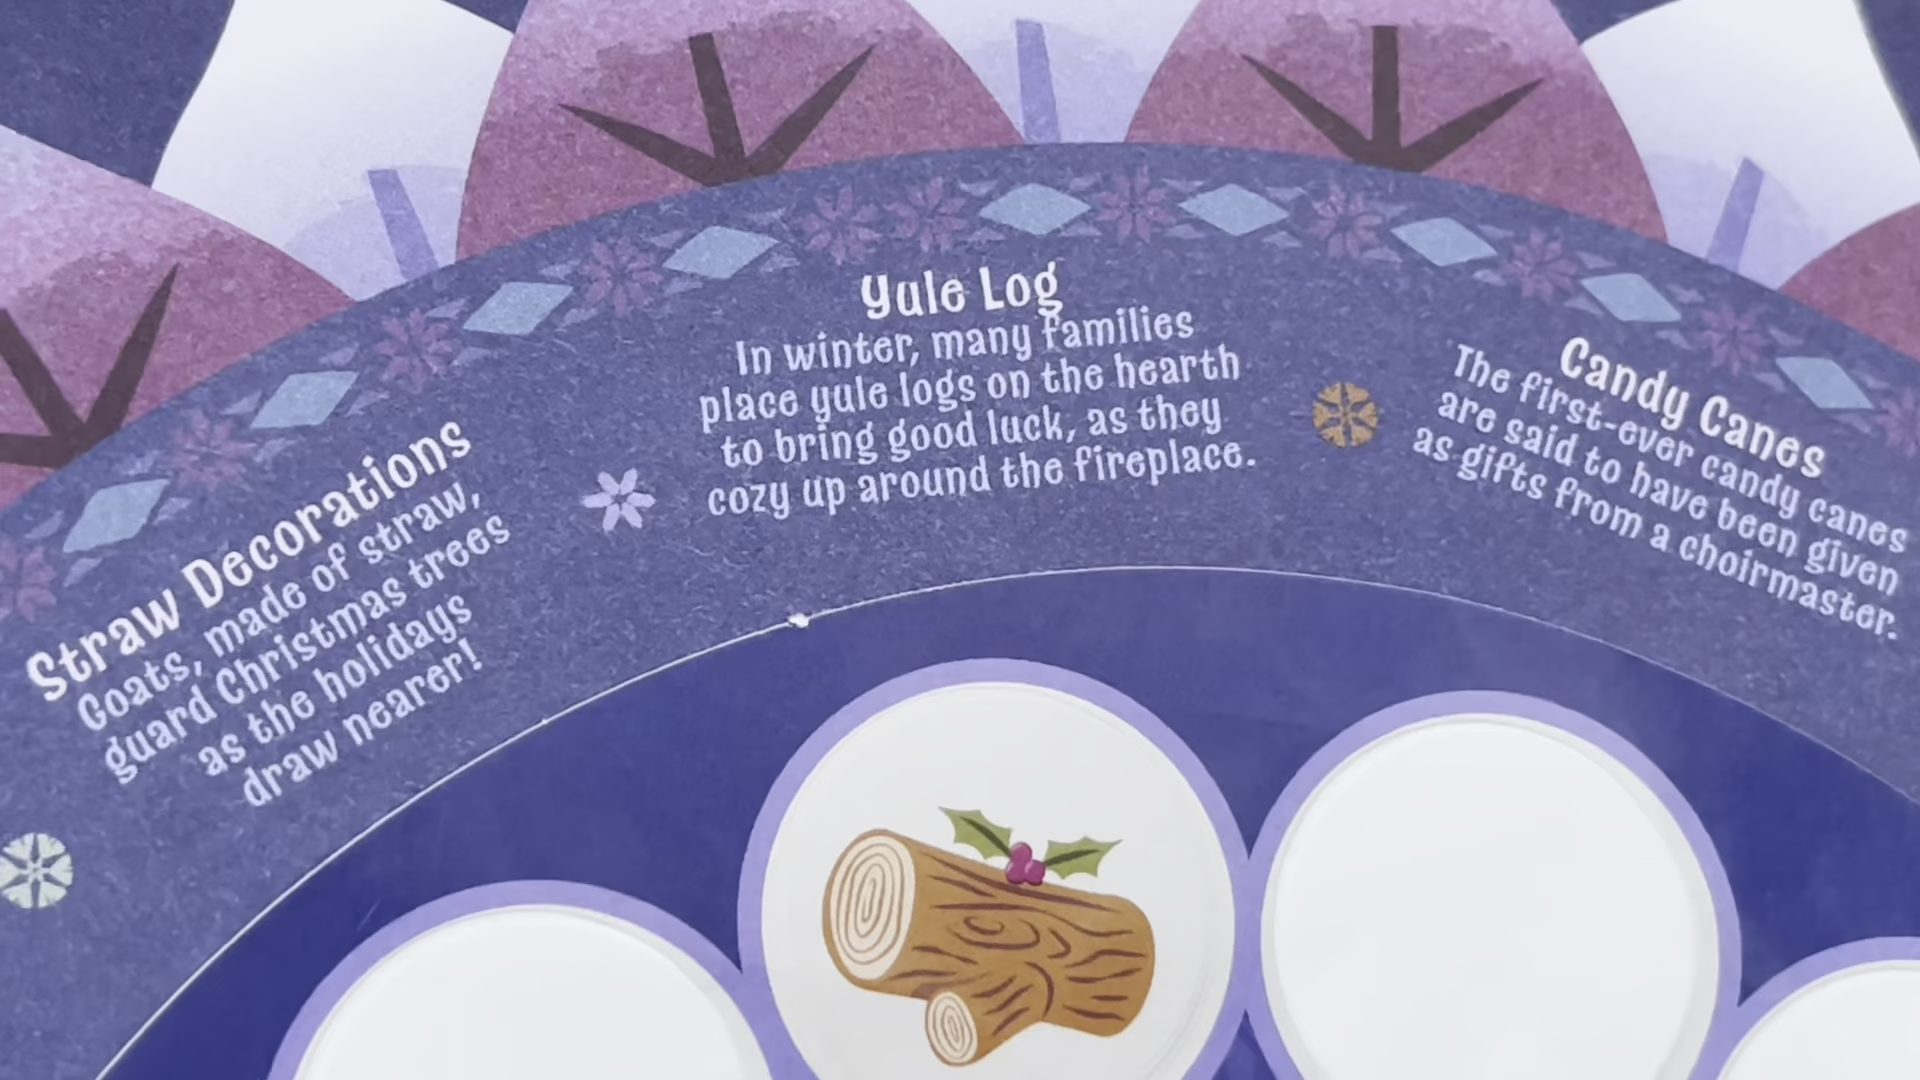 Straw Decorations
Goats, made of straw,
guard Christmas trees
as the holidays
draw nearer!
Yule Log
In winter, many families
place yule logs on the hearth
to bring good luck, as they
cozy up around the fireplace.
Candy Canes
The first-ever candy canes
are said to have been given
as gifts from a choirmaster.